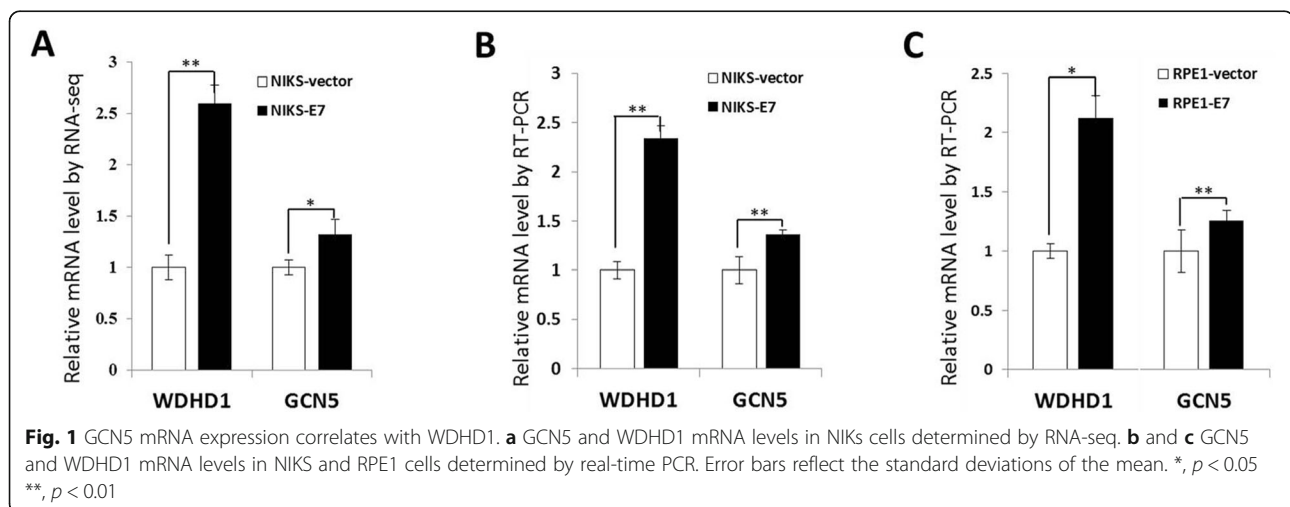 A
Relative mRNA level by RNA-seq
3
2.5
2
1.5
1
0.5
0
**
*
NIKS-vector
NIKS-E7
WDHD1
GCN5
B
Relative mRNA level by RT-PCR
3
2.5
2
1.5
1
0.5
0
**
**
NIKS-vector
NIKS-E7
WDHD1
GCN5
C
Relative mRNA level by RT-PCR
2.5
2
1.5
1
0.5
0
*
**
RPE1-vector
RPE1-E7
WDHD1
GCN5
Fig. 1 GCN5 mRNA expression correlates with WDHD1. a GCN5 and WDHD1 mRNA levels in NIKs cells determined by RNA-seq. b and c GCN5
and WDHD1 mRNA levels in NIKS and RPE1 cells determined by real-time PCR. Error bars reflect the standard deviations of the mean. *, p < 0.05
**, p < 0.01